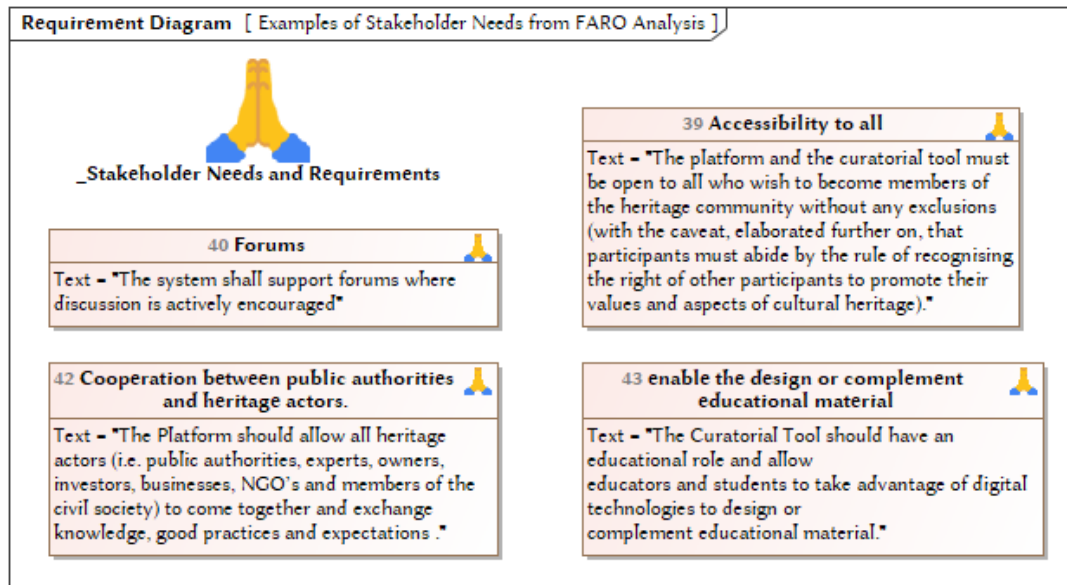 Requirement Diagram [ Examples of Stakeholder Needs from FARO Analysis ]
_Stakeholder Needs and Requirements
39 Accessibility to all
Text = "The platform and the curatorial tool must
be open to all who wish to become members of
the heritage community without any exclusions
(with the caveat, elaborated further on, that
participants must abide by the rule of recognising
the right of other participants to promote their
values and aspects of cultural heritage)."
40 Forums
Text = "The system shall support forums where
discussion is actively encouraged"
42 Cooperation between public authorities
and heritage actors.
Text = "The Platform should allow all heritage
actors (i.e. public authorities, experts, owners,
investors, businesses, NGO's and members of the
civil society) to come together and exchange
knowledge, good practices and expectations ."
43 enable the design or complement
educational material
Text = "The Curatorial Tool should have an
educational role and allow
educators and students to take advantage of digital
technologies to design or
complement educational material."